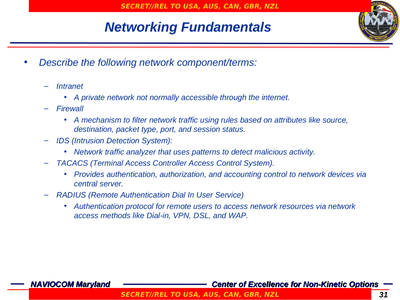 SECRET//REL TO USA, AUS, CAN, GBR, NZL
Networking Fundamentals
• Describe the following network component/terms:
– Intranet
• A private network not normally accessible through the internet.
– Firewall
• A mechanism to filter network traffic using rules based on attributes like source,
destination, packet type, port, and session status.
– IDS (Intrusion Detection System):
• Network traffic analyzer that uses patterns to detect malicious activity.
– TACACS (Terminal Access Controller Access Control System).
• Provides authentication, authorization, and accounting control to network devices via
central server.
– RADIUS (Remote Authentication Dial In User Service)
• Authentication protocol for remote users to access network resources via network
access methods like Dial-in, VPN, DSL, and WAP.
NAVIOCOM Maryland
Center of Excellence for Non-Kinetic Options
SECRET//REL TO USA, AUS, CAN, GBR, NZL
31